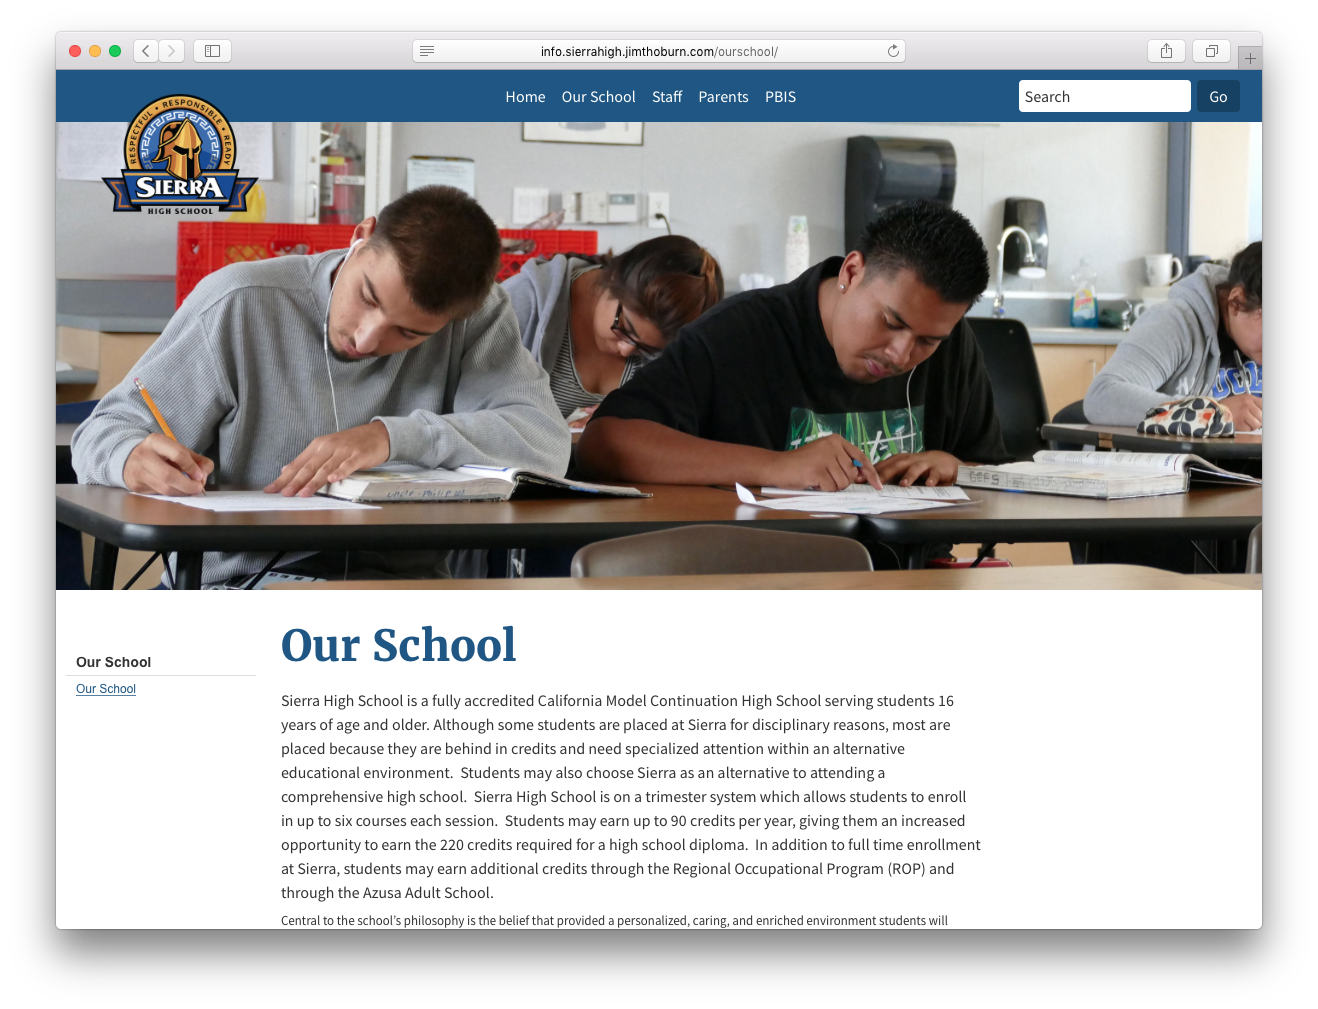 info.sierrahigh.jimthoburn.com/ourschool/
Home Our School Staff Parents PBIS
Search Go
RESPECTFUL • RESPONSIBLE • READY
SIERRA
HIGH SCHOOL
Our School
Our School
Our School
Sierra High School is a fully accredited California Model Continuation High School serving students 16
years of age and older. Although some students are placed at Sierra for disciplinary reasons, most are
placed because they are behind in credits and need specialized attention within an alternative
educational environment.  Students may also choose Sierra as an alternative to attending a
comprehensive high school.  Sierra High School is on a trimester system which allows students to enroll
in up to six courses each session.  Students may earn up to 90 credits per year, giving them an increased
opportunity to earn the 220 credits required for a high school diploma.  In addition to full time enrollment
at Sierra, students may earn additional credits through the Regional Occupational Program (ROP) and
through the Azusa Adult School.
Central to the school’s philosophy is the belief that provided a personalized, caring, and enriched environment students will